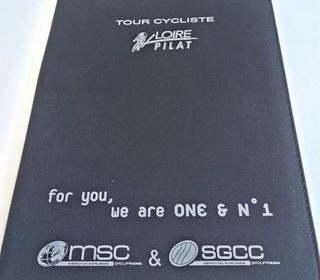 TOUR CYCLISTE
LOIRE
PILAT
for you,
we are ONE & N°1
msc & SGCC